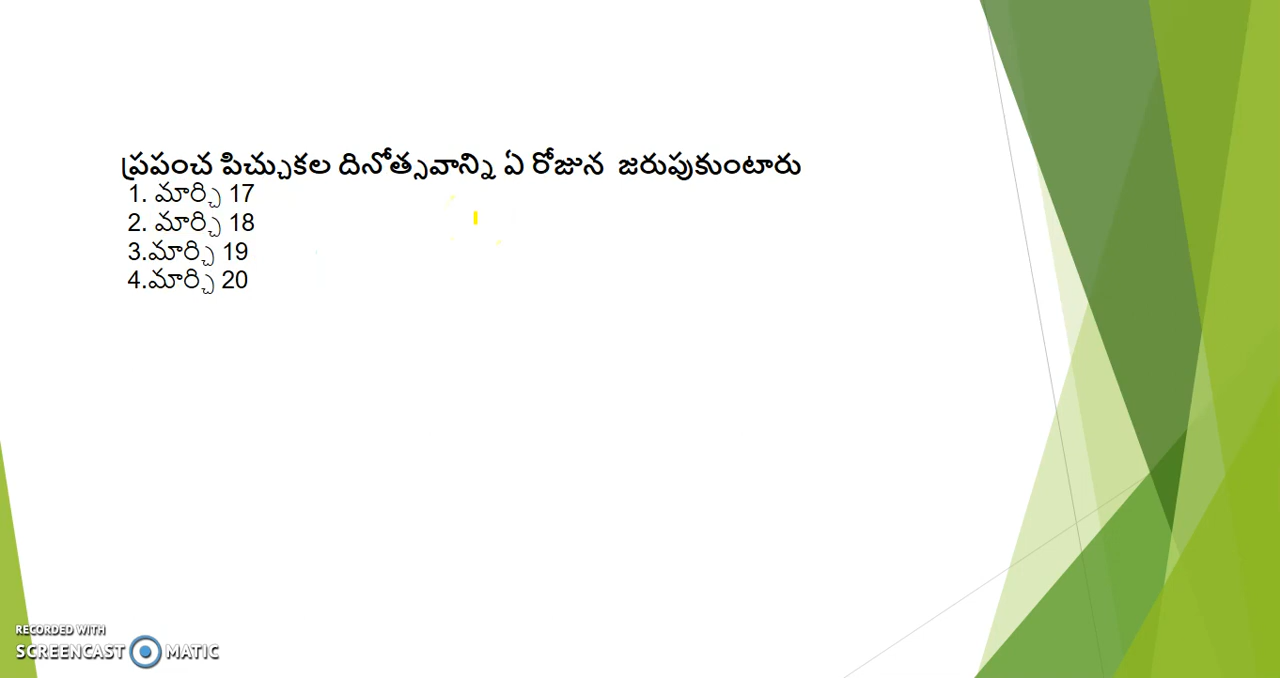 ప్రపంచ పిచ్చుకల దినోత్సవాన్ని ఏ రోజున జరుపుకుంటారు
1. మార్చి 17
2. మార్చి 18
3.మార్చి 19
4.మార్చి 20
RECORDED WITH
SCREENCAST MATIC